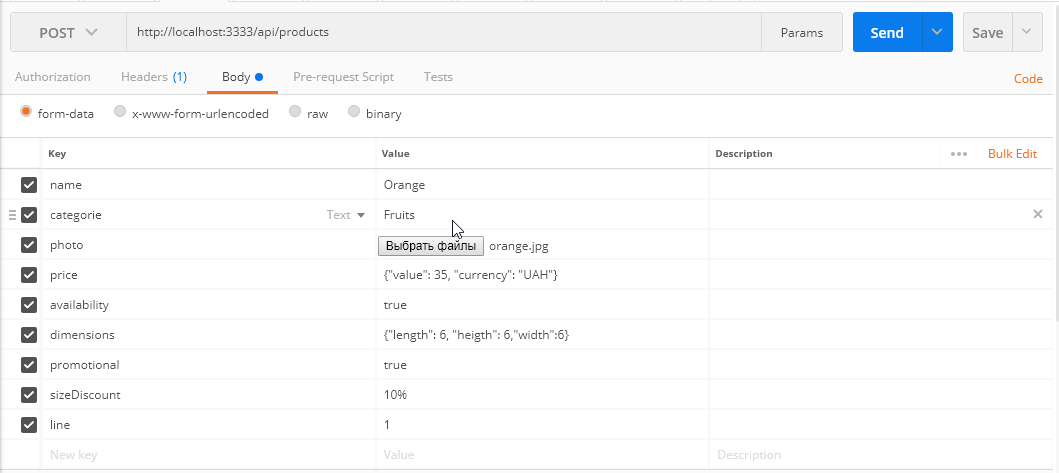 POST http://localhost:3333/api/products Params Send Save
Authorization Headers (1) Body Pre-request Script Tests Code
form-data x-www-form-urlencoded raw binary
Key Value Description ••• Bulk Edit
name Orange
categorie Text Fruits
photo Выбрать файлы orange.jpg
price {"value": 35, "currency": "UAH"}
availability true
dimensions {"length": 6, "heigth": 6,"width":6}
promotional true
sizeDiscount 10%
line 1
New key Value Description